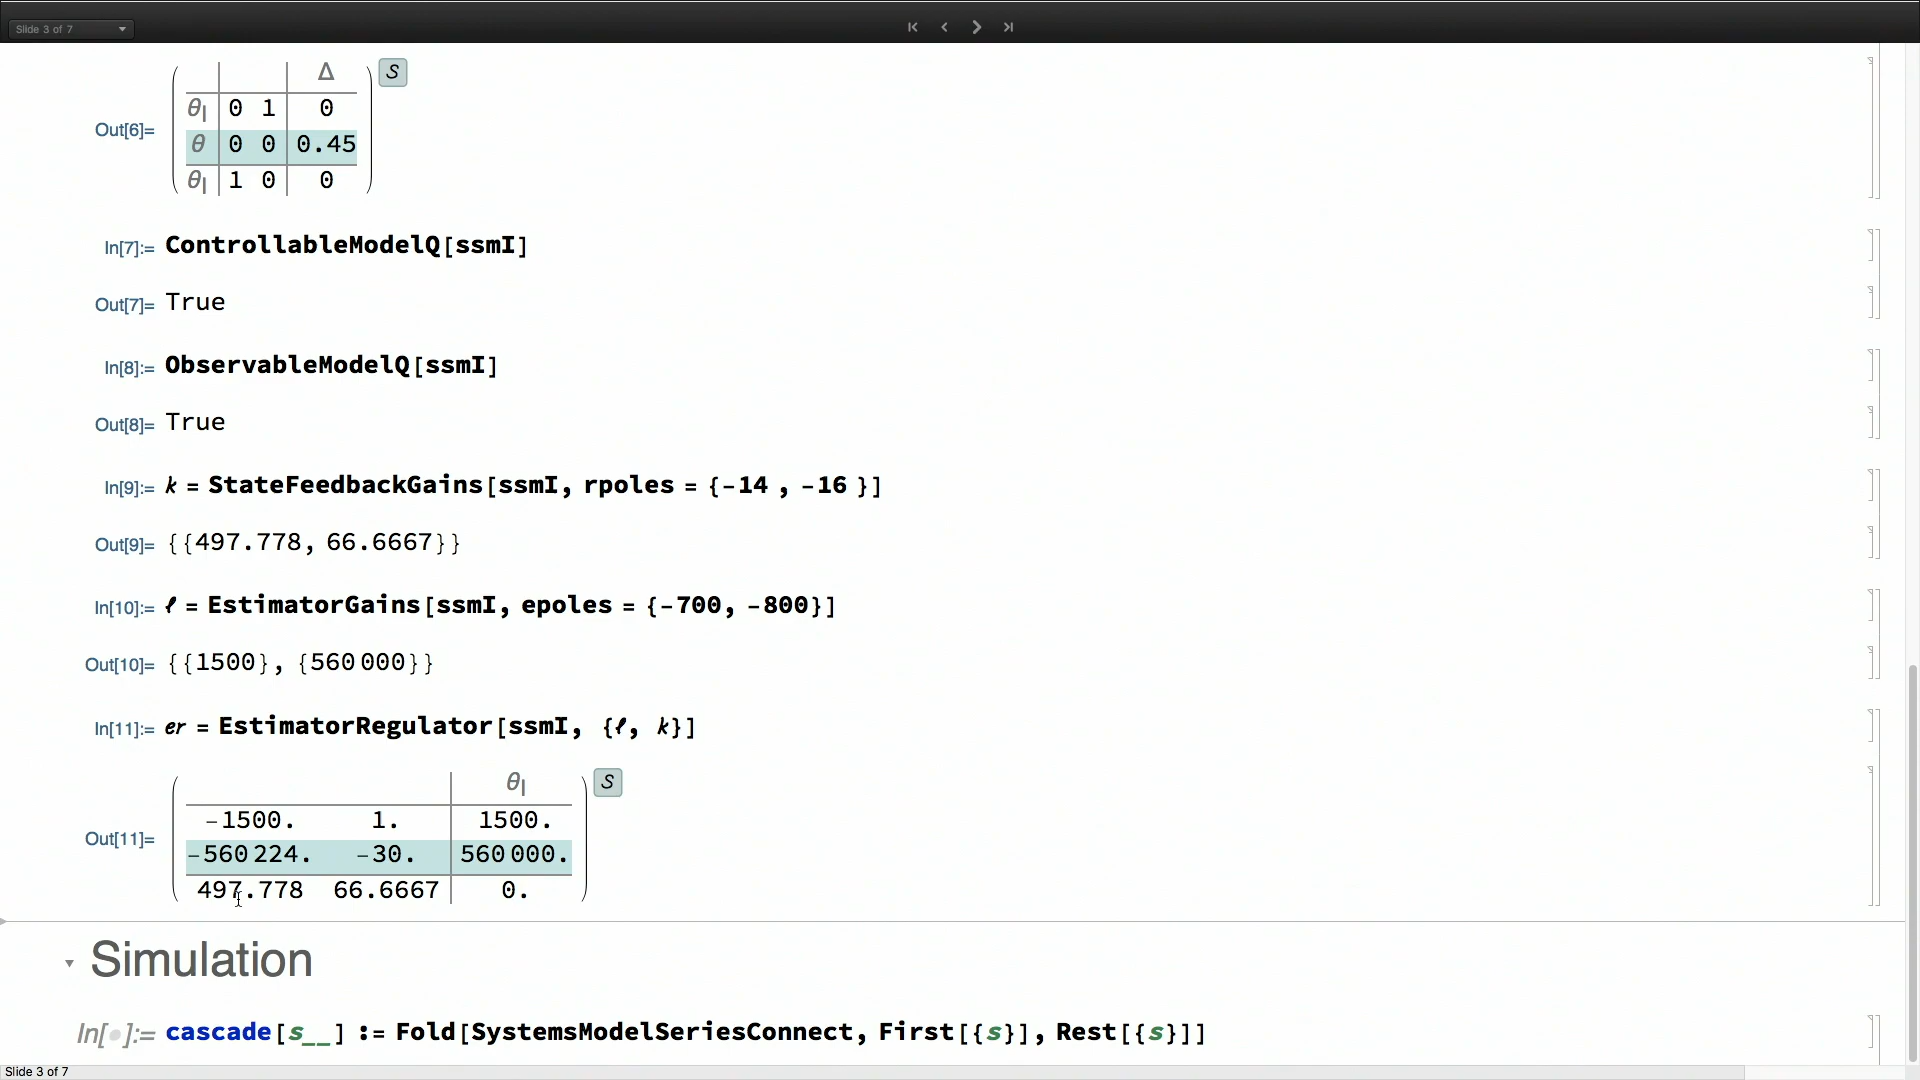 Slide 3 of 7
Δ
S
θI 0 1 0
Out[6]=
θ 0 0 0.45
θI 1 0 0
In[7]:= ControllableModelQ[ssmI]
Out[7]= True
In[8]:= ObservableModelQ[ssmI]
Out[8]= True
In[9]:= k = StateFeedbackGains[ssmI, rpoles = {-14 , -16 }]
Out[9]= {{497.778, 66.6667}}
In[10]:= ℓ = EstimatorGains[ssmI, epoles = {-700, -800}]
Out[10]= {{1500}, {560 000}}
In[11]:= er = EstimatorRegulator[ssmI, {ℓ, k}]
θI
S
-1500. 1. 1500.
Out[11]=
-560 224. -30. 560 000.
497.778 66.6667 0.
Simulation
In[ ]:= cascade[s__] := Fold[SystemsModelSeriesConnect, First[{s}], Rest[{s}]]
Slide 3 of 7